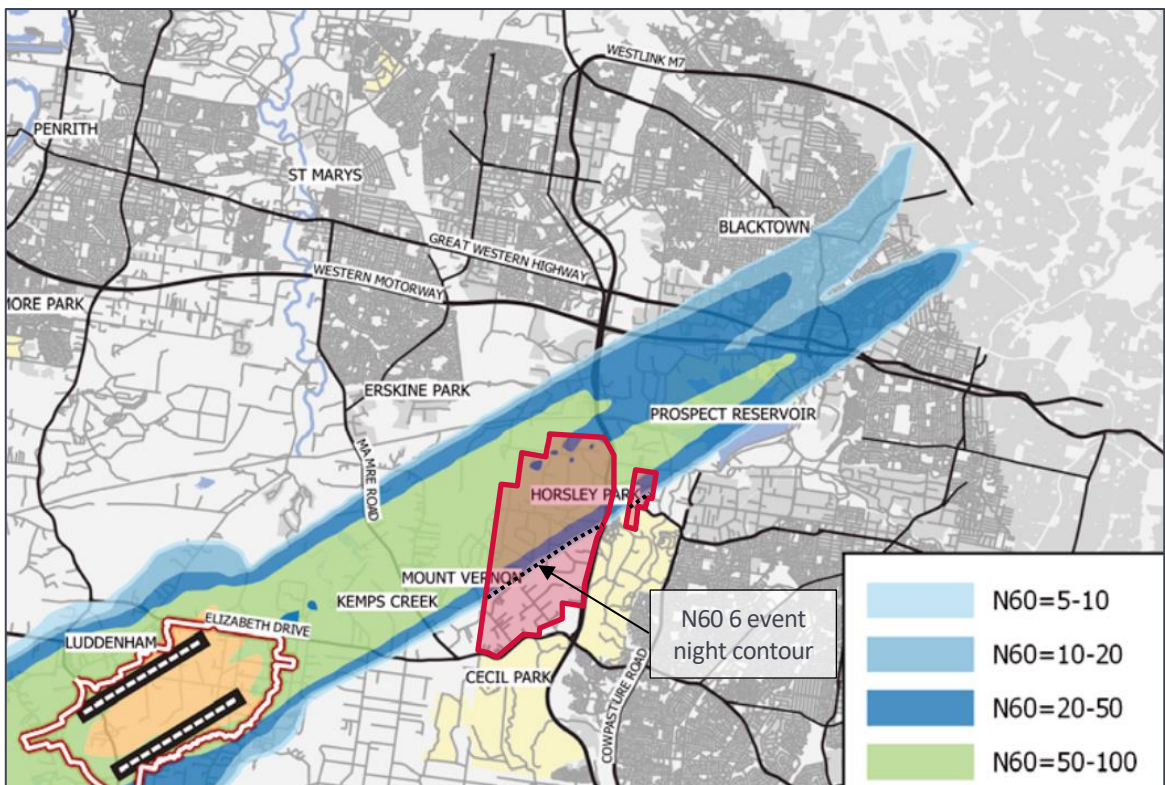 WESTLINK M7
PENRITH
ST MARYS
BLACKTOWN
GREAT WESTERN HIGHWAY
WESTERN MOTORWAY
MORE PARK
ERSKINE PARK
PROSPECT RESERVOIR
MAMRE ROAD
HORSLEY PARK
MOUNT VERNON
KEMPS CREEK
ELIZABETH DRIVE
LUDDENHAM
CECIL PARK
COWPASTURE ROAD
N60 6 event
night contour
N60=5-10
N60=10-20
N60=20-50
N60=50-100